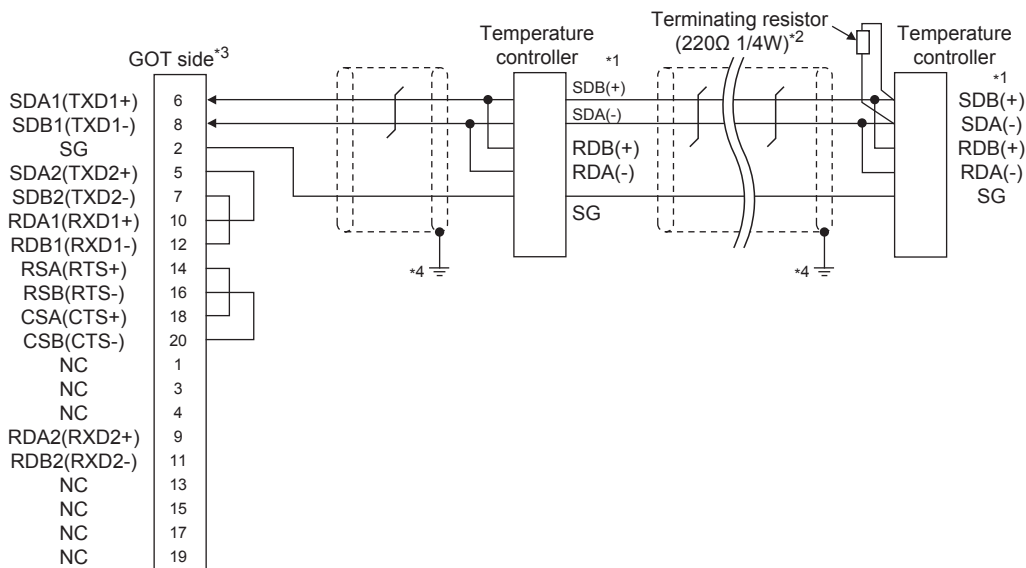 Terminating resistor
(220Ω 1/4W)*2
Temperature
controller
*1
Temperature
controller
*1
GOT side*3
SDA1(TXD1+) 6
SDB1(TXD1-) 8
SG 2
SDA2(TXD2+) 5
SDB2(TXD2-) 7
RDA1(RXD1+) 10
RDB1(RXD1-) 12
RSA(RTS+) 14
RSB(RTS-) 16
CSA(CTS+) 18
CSB(CTS-) 20
NC 1
NC 3
NC 4
RDA2(RXD2+) 9
RDB2(RXD2-) 11
NC 13
NC 15
NC 17
NC 19
*4
SDB(+)
SDA(-)
RDB(+)
RDA(-)
SG
*4
SDB(+)
SDA(-)
RDB(+)
RDA(-)
SG